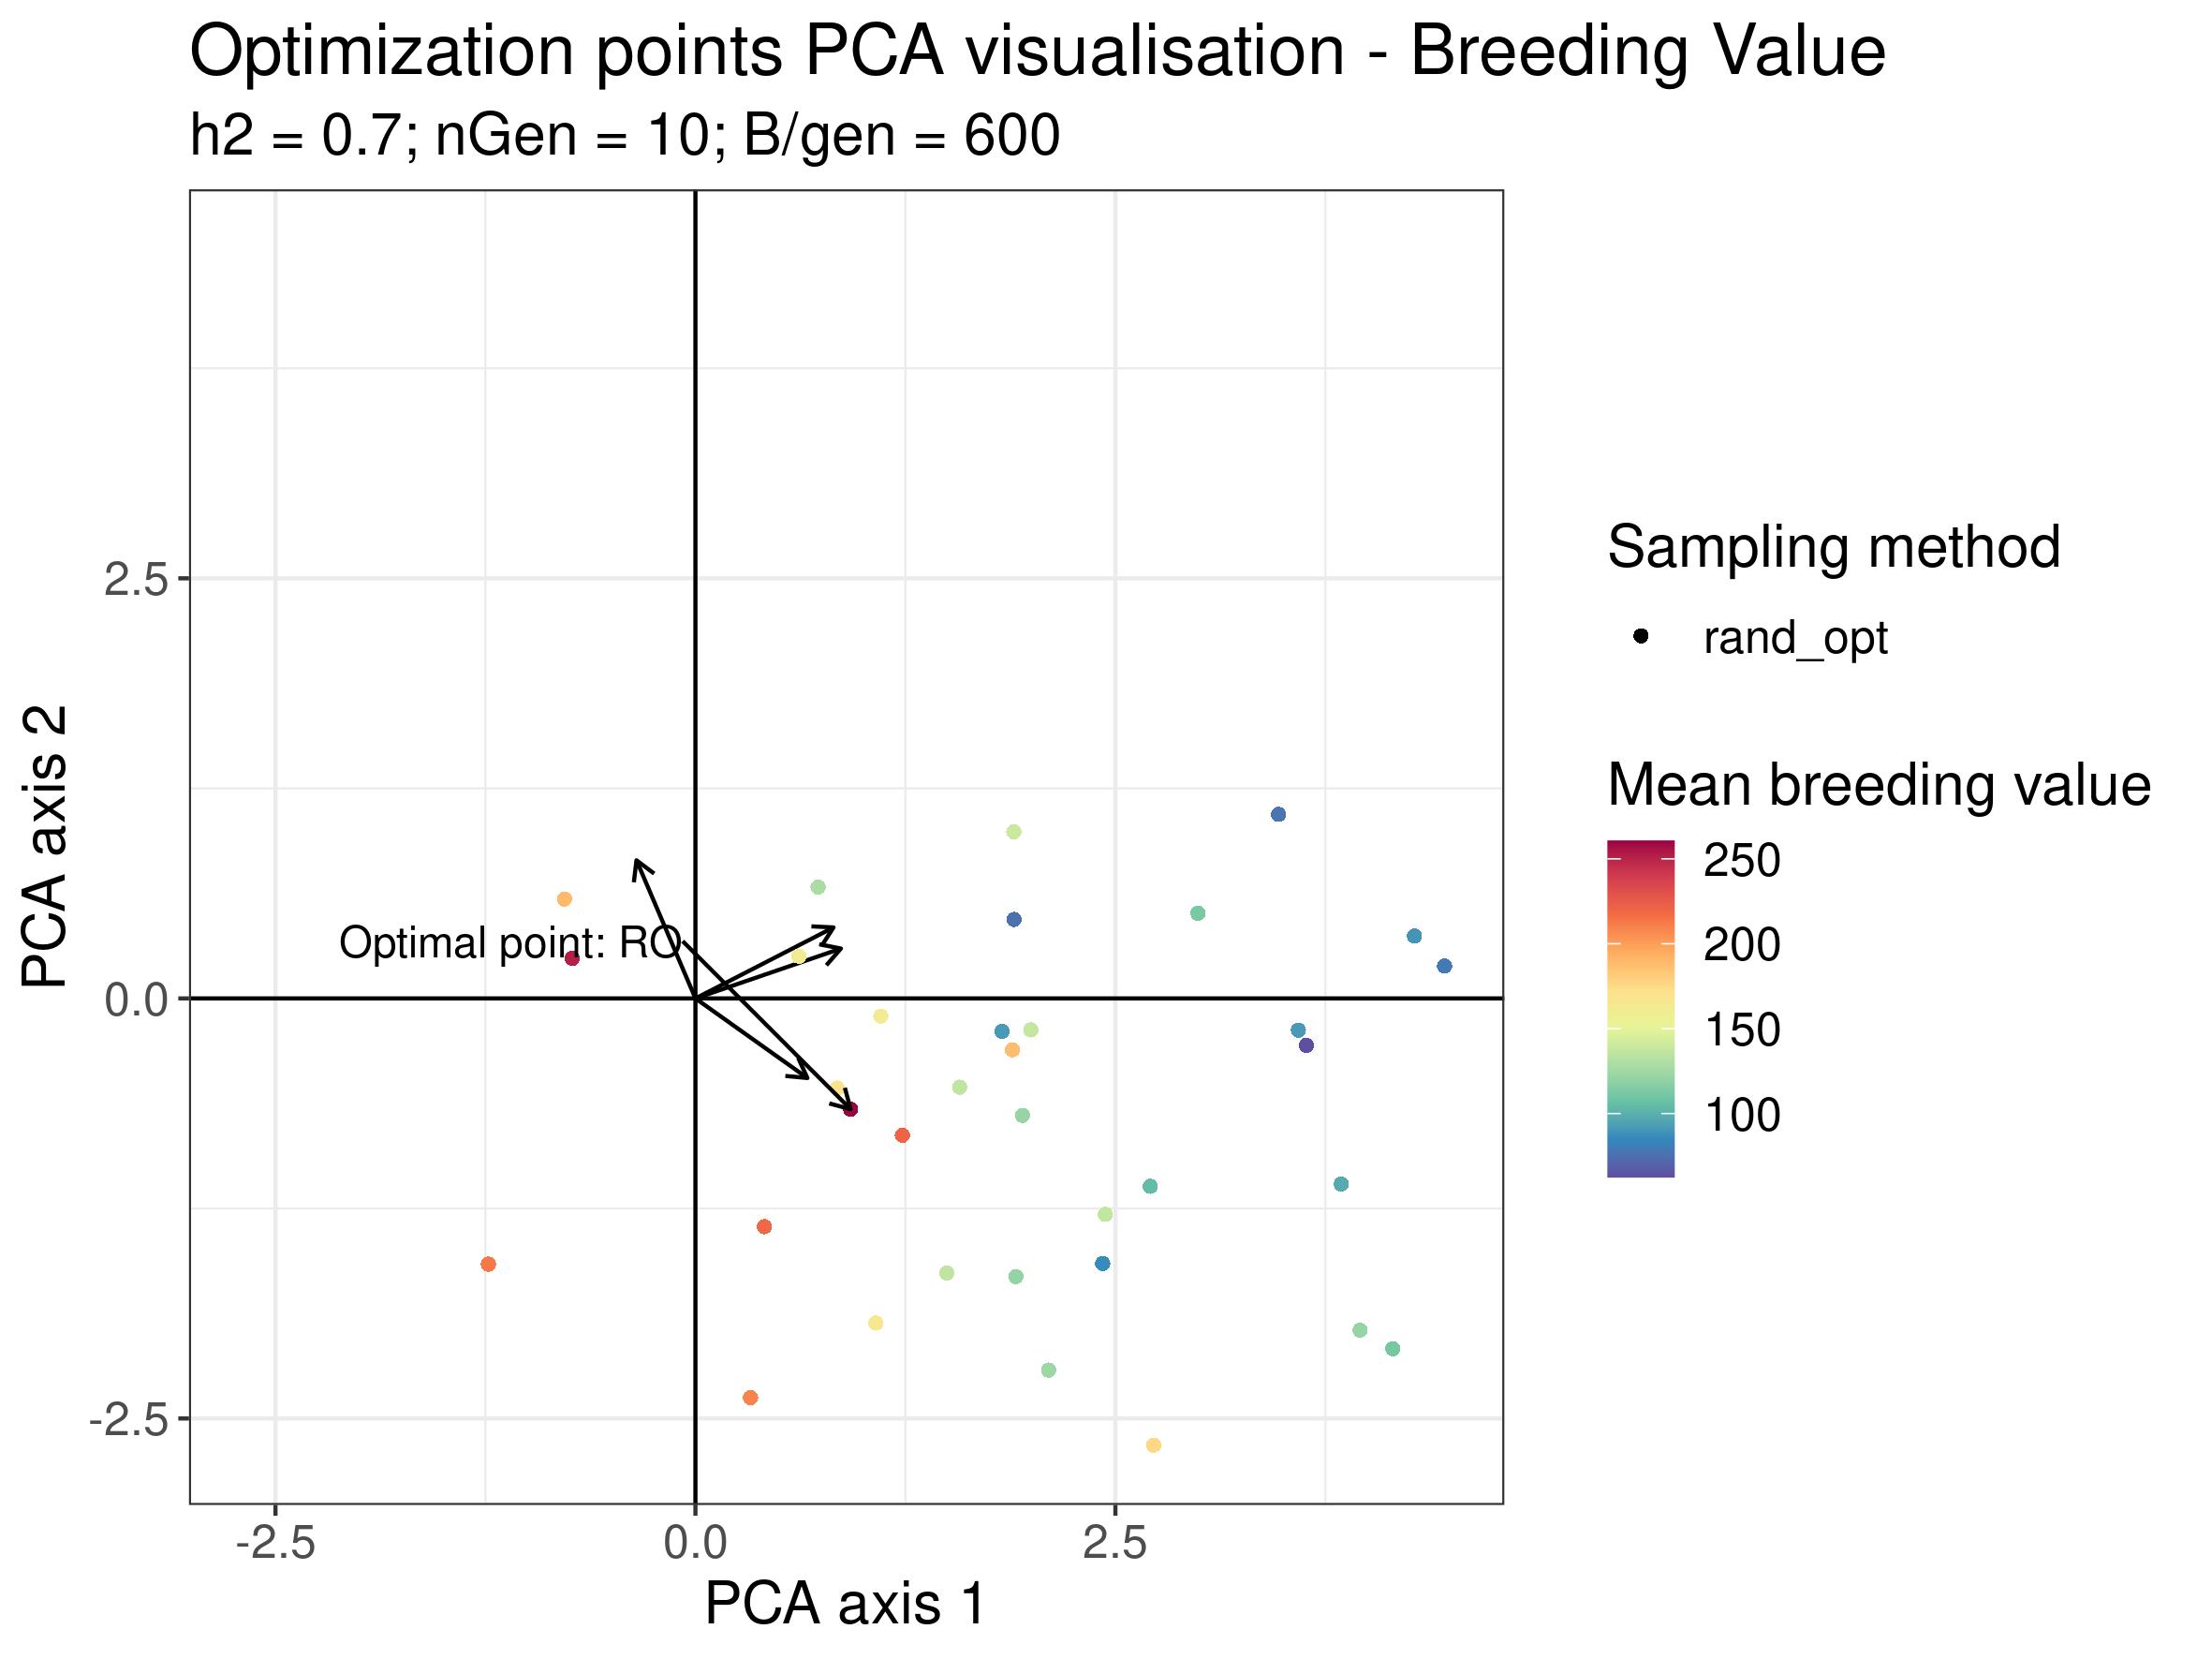 Optimization points PCA visualisation - Breeding Value
h2 = 0.7; nGen = 10; B/gen = 600
PCA axis 2
2.5
0.0
-2.5
Optimal point: RO
-2.5
0.0
2.5
PCA axis 1
Sampling method
rand_opt
Mean breeding value
250
200
150
100